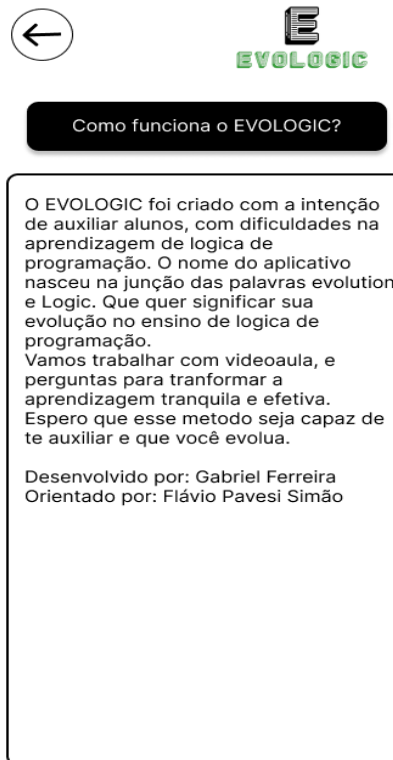 E
EVOLOGIC
Como funciona o EVOLOGIC?
O EVOLOGIC foi criado com a intenção
de auxiliar alunos, com dificuldades na
aprendizagem de logica de
programação. O nome do aplicativo
nasceu na junção das palavras evolution
e Logic. Que quer significar sua
evolução no ensino de logica de
programação.
Vamos trabalhar com videoaula, e
perguntas para tranformar a
aprendizagem tranquila e efetiva.
Espero que esse metodo seja capaz de
te auxiliar e que você evolua.
Desenvolvido por: Gabriel Ferreira
Orientado por: Flávio Pavesi Simão